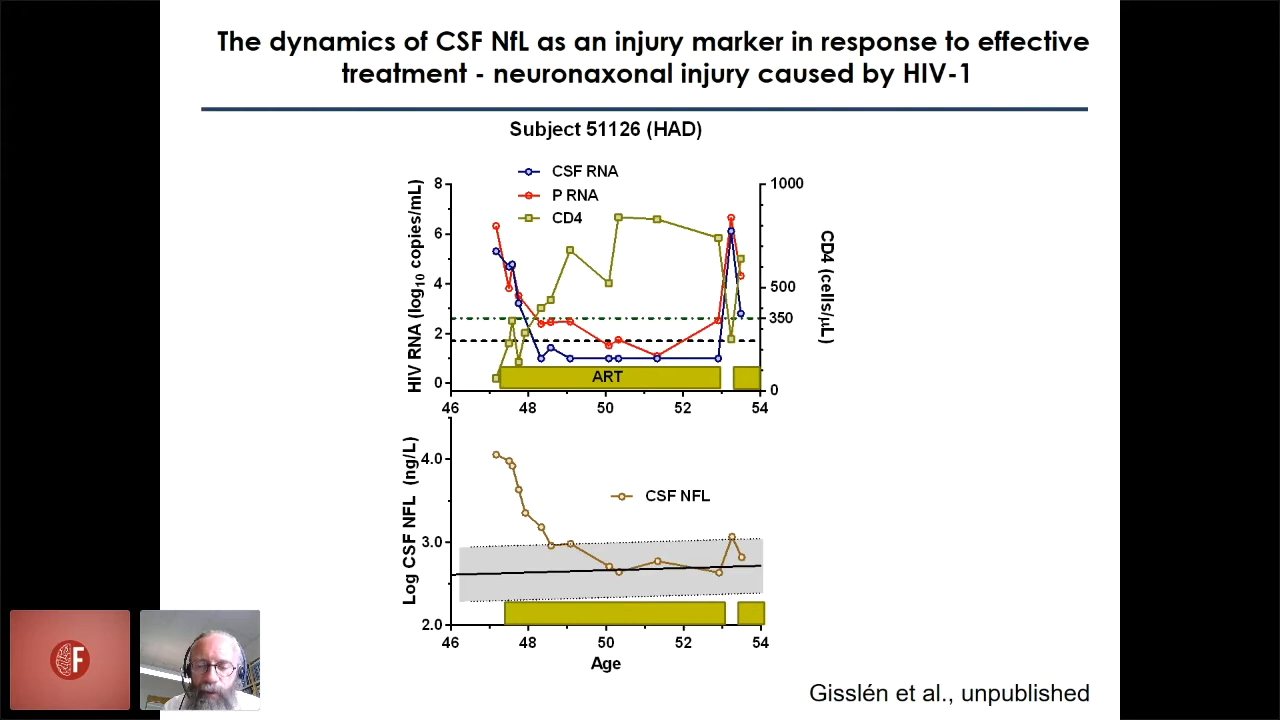 The dynamics of CSF NfL as an injury marker in response to effective
treatment - neuronaxonal injury caused by HIV-1
Subject 51126 (HAD)
CSF RNA
P RNA
CD4
HIV RNA (log10 copies/mL)
8
6
4
2
0
1000
500
350
0
CD4 (cells/μL)
ART
46 48 50 52 54
Log CSF NFL (ng/L)
4.0
3.0
2.0
CSF NFL
46 48 50 52 54
Age
Gisslén et al., unpublished
F